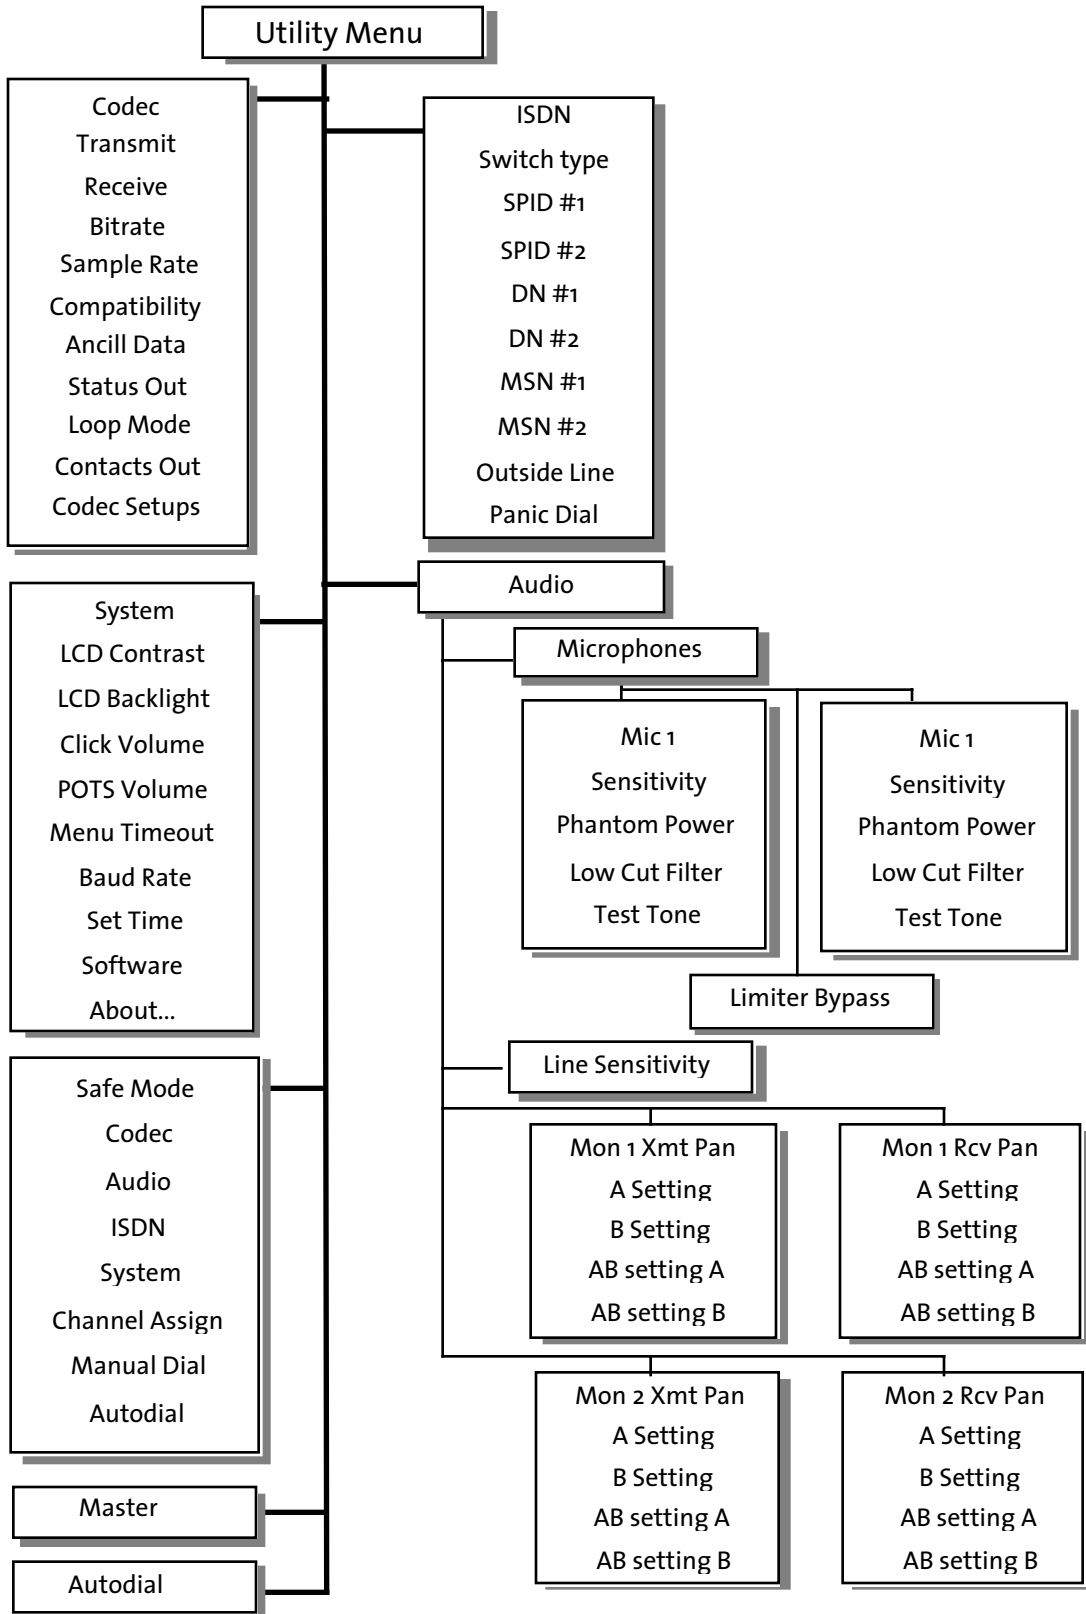 Utility Menu
Codec
Transmit
Receive
Bitrate
Sample Rate
Compatibility
Ancill Data
Status Out
Loop Mode
Contacts Out
Codec Setups
ISDN
Switch type
SPID #1
SPID #2
DN #1
DN #2
MSN #1
MSN #2
Outside Line
Panic Dial
System
LCD Contrast
LCD Backlight
Click Volume
POTS Volume
Menu Timeout
Baud Rate
Set Time
Software
About...
Audio
Microphones
Mic 1
Sensitivity
Phantom Power
Low Cut Filter
Test Tone
Mic 1
Sensitivity
Phantom Power
Low Cut Filter
Test Tone
Limiter Bypass
Line Sensitivity
Safe Mode
Codec
Audio
ISDN
System
Channel Assign
Manual Dial
Autodial
Mon 1 Xmt Pan
A Setting
B Setting
AB setting A
AB setting B
Mon 1 Rcv Pan
A Setting
B Setting
AB setting A
AB setting B
Mon 2 Xmt Pan
A Setting
B Setting
AB setting A
AB setting B
Mon 2 Rcv Pan
A Setting
B Setting
AB setting A
AB setting B
Master
Autodial